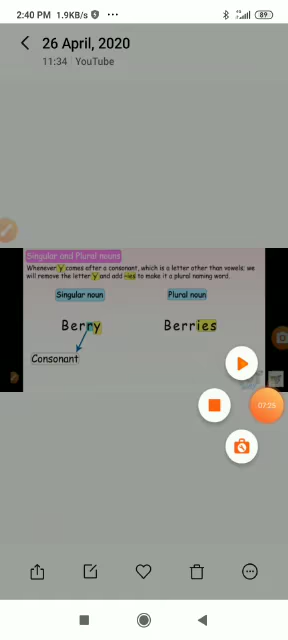 2:40 PM 1.9KB/s ... 89
26 April, 2020
11:34 YouTube
Singular and Plural nouns
Whenever 'y' comes after a consonant, which is a letter other than vowels; we
will remove the letter 'y' and add -ies to make it a plural naming word.
Singular noun Plural noun
Berry Berries
Consonant
07:25